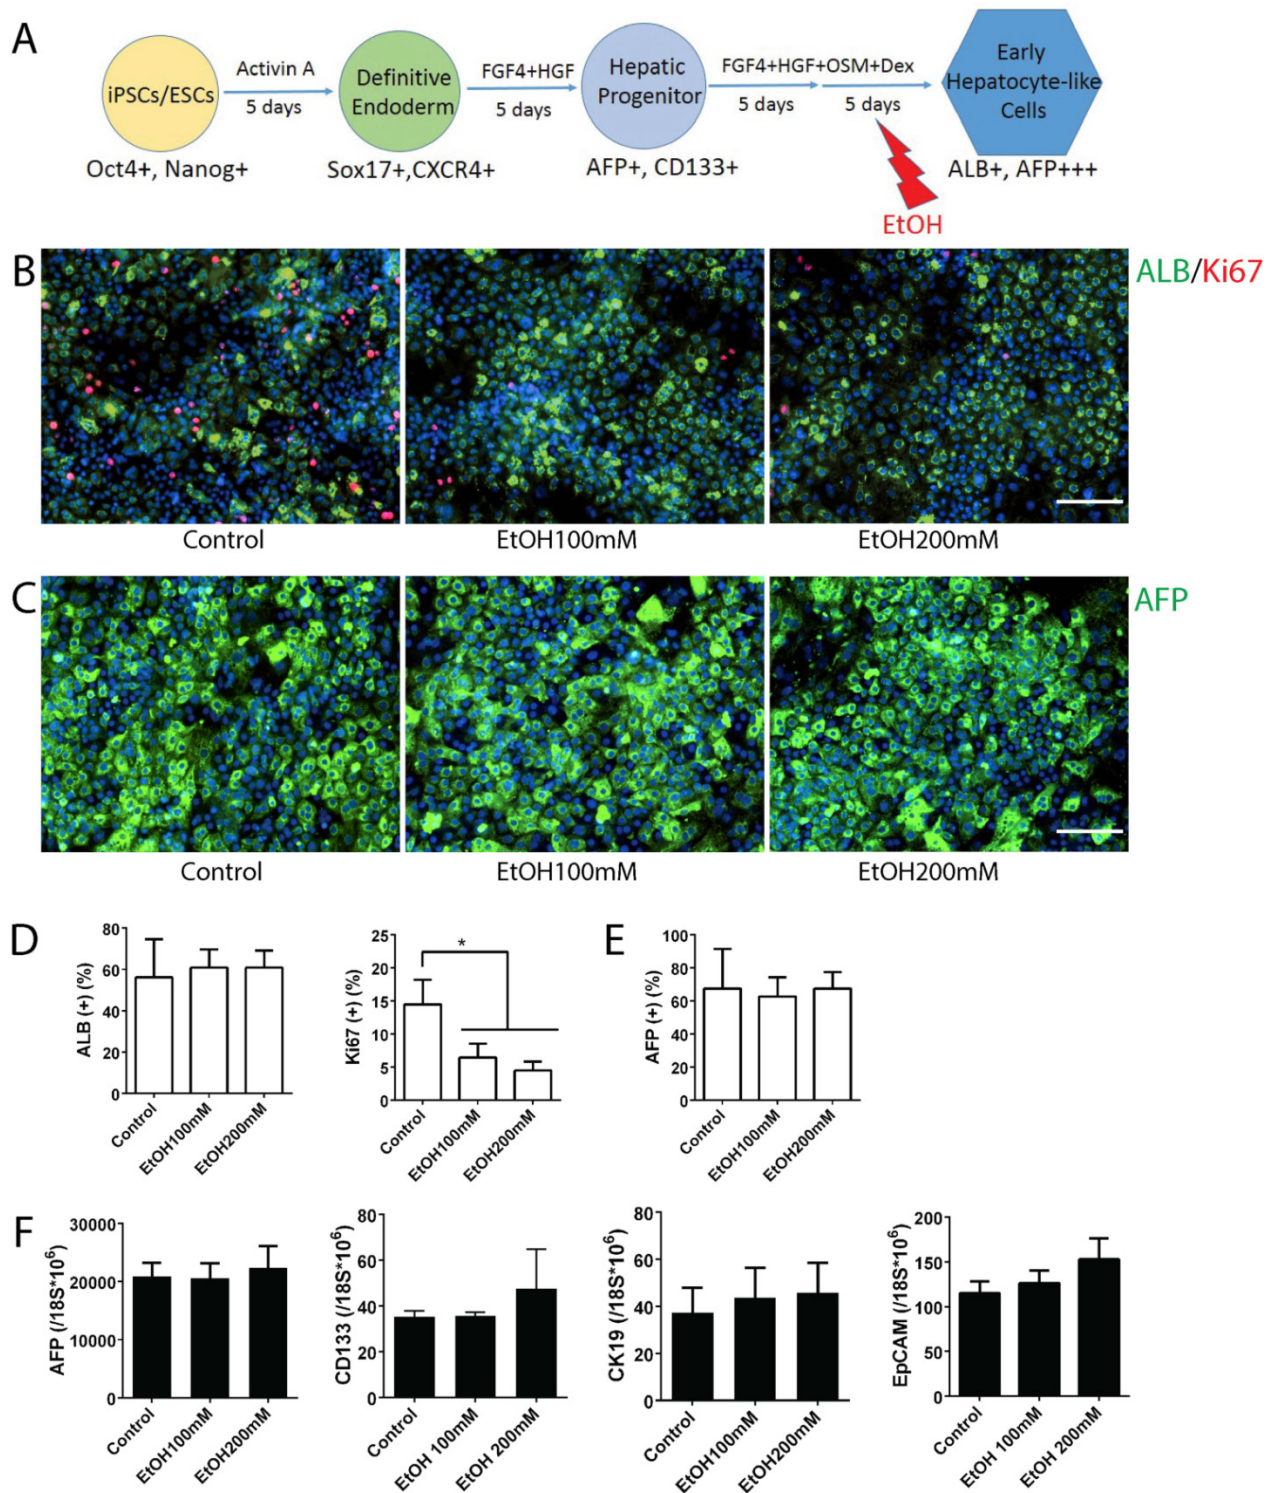 A
iPSCs/ESCs
Oct4+, Nanog+
Activin A
5 days
Definitive
Endoderm
Sox17+,CXCR4+
FGF4+HGF
5 days
Hepatic
Progenitor
AFP+, CD133+
FGF4+HGF+OSM+Dex
5 days
5 days
EtOH
Early
Hepatocyte-like
Cells
ALB+, AFP+++
B
ALB/Ki67
Control
EtOH100mM
EtOH200mM
C
AFP
Control
EtOH100mM
EtOH200mM
D
ALB (+) (%)
80
60
40
20
0
Control
EtOH100mM
EtOH200mM
Ki67 (+) (%)
25
20
15
10
5
0
*
Control
EtOH100mM
EtOH200mM
E
AFP (+) (%)
100
80
60
40
20
0
Control
EtOH100mM
EtOH200mM
F
AFP (/18S*10⁶)
30000
20000
10000
0
Control
EtOH100mM
EtOH200mM
CD133 (/18S*10⁶)
80
60
40
20
0
Control
EtOH 100mM
EtOH 200mM
CK19 (/18S*10⁶)
80
60
40
20
0
Control
EtOH100mM
EtOH200mM
EpCAM (/18S*10⁶)
200
150
100
50
0
Control
EtOH 100mM
EtOH 200mM